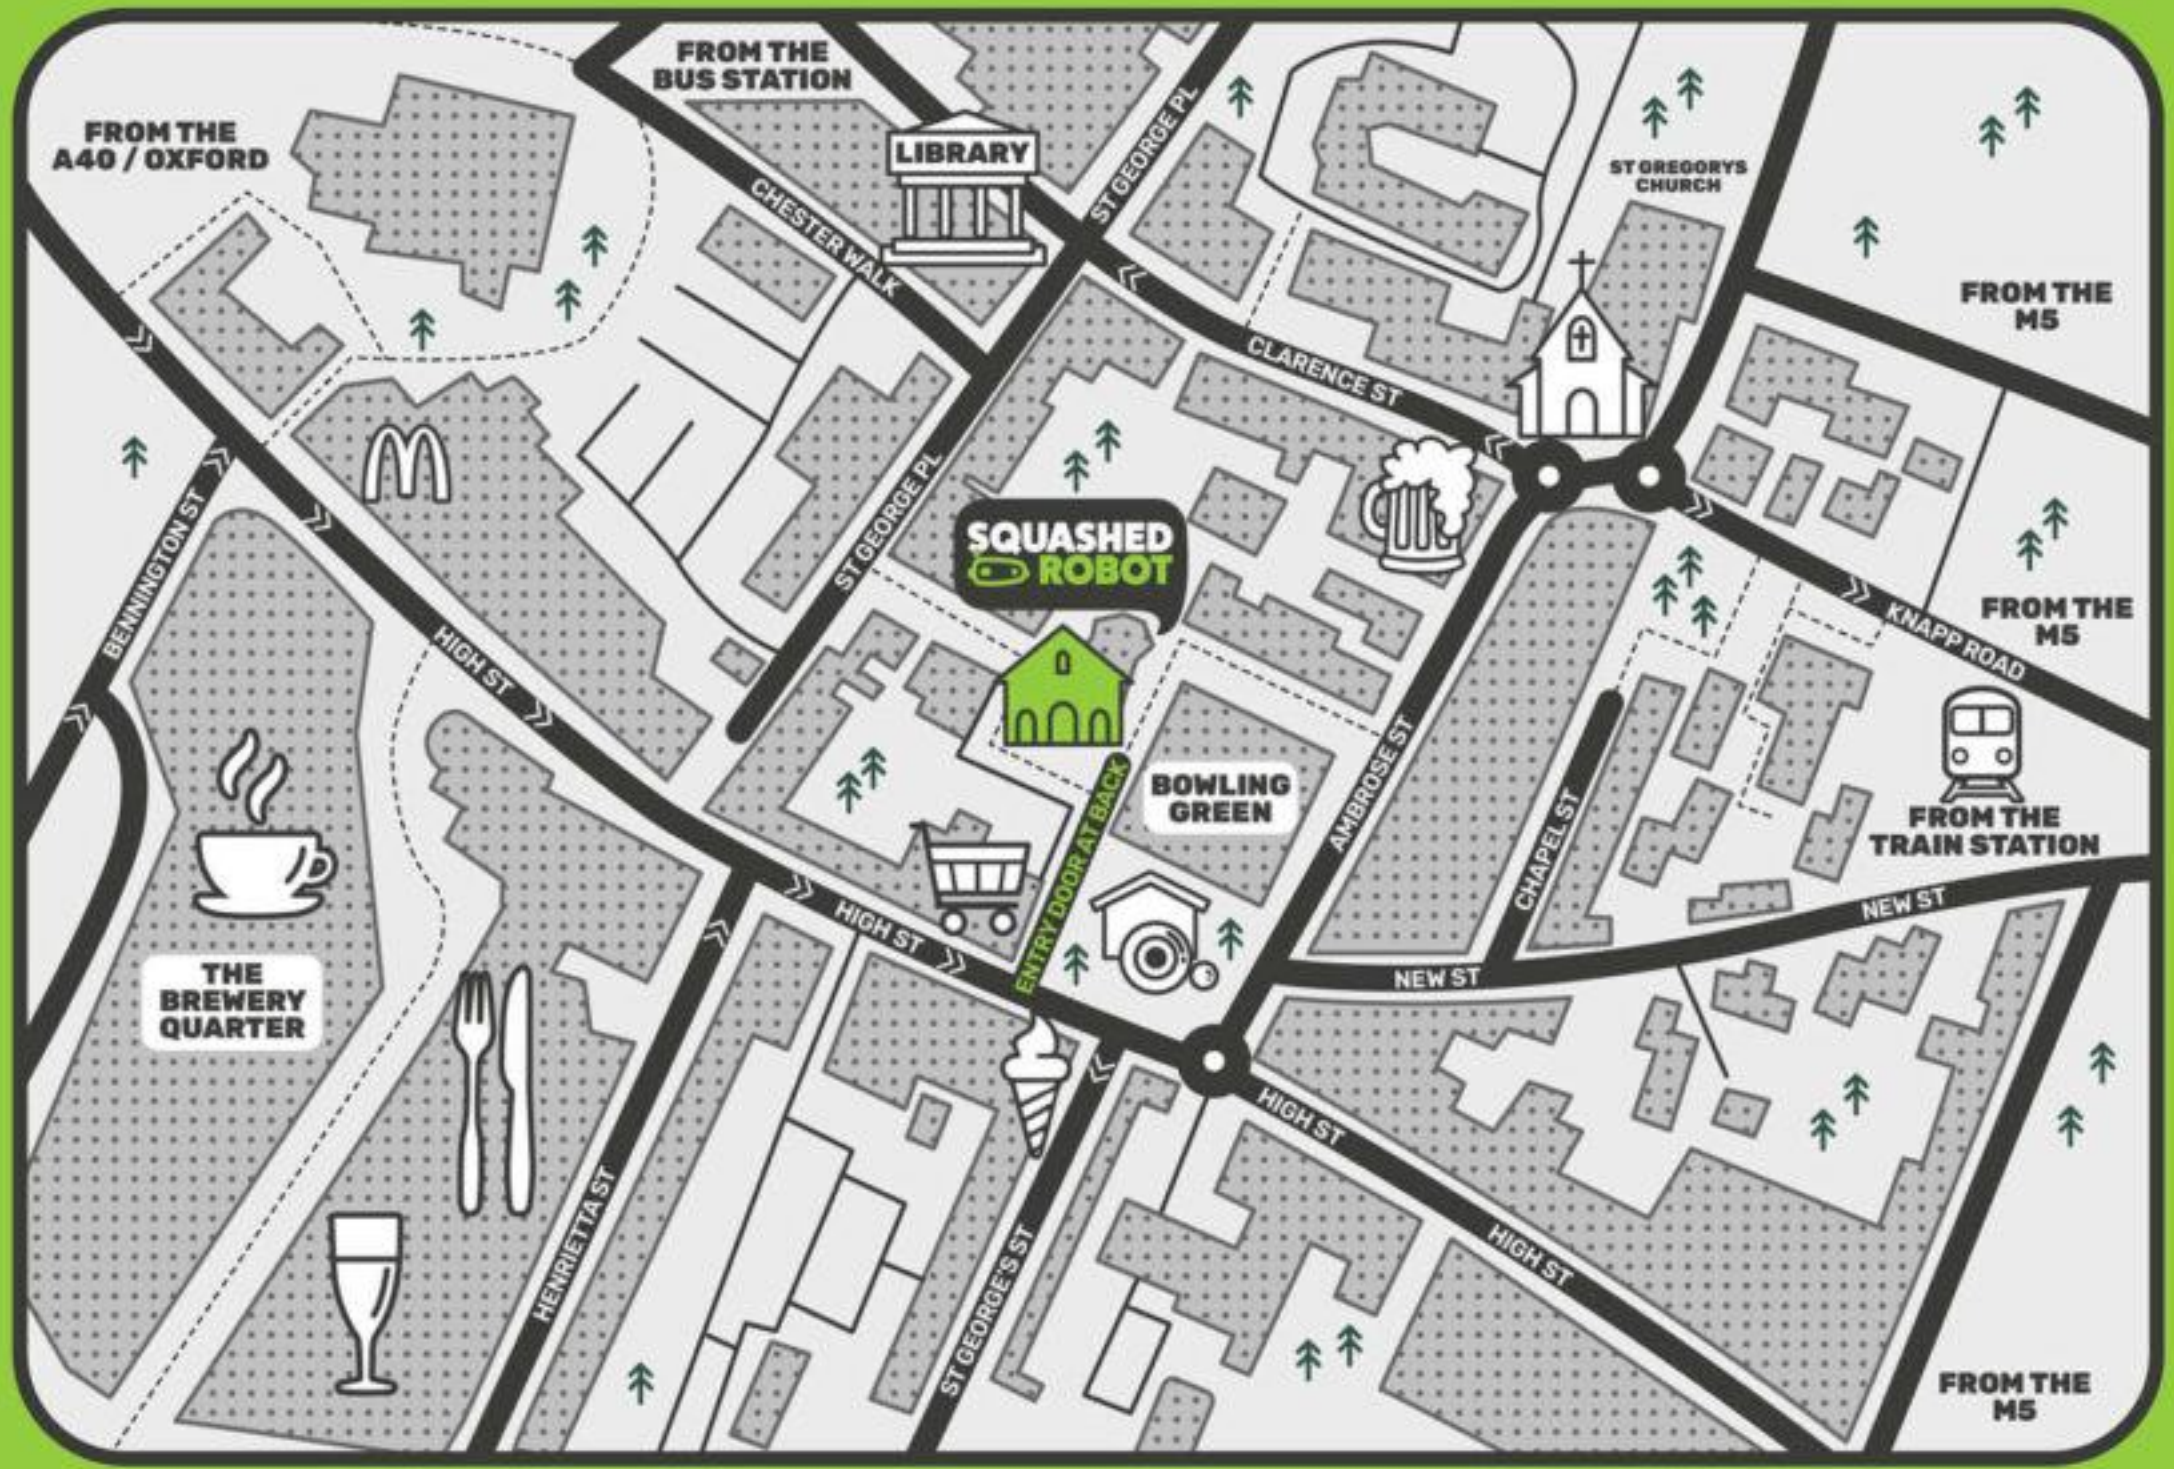 FROM THE
BUS STATION
FROM THE
A40 / OXFORD
LIBRARY
ST GEORGE PL
ST GREGORYS
CHURCH
CHESTER WALK
FROM THE
M5
CLARENCE ST
ST GEORGE PL
SQUASHED
ROBOT
BENNINGTON ST
HIGH ST
FROM THE
M5
KNAPP ROAD
AMBROSE ST
BOWLING
GREEN
ENTRY DOOR AT BACK
CHAPEL ST
FROM THE
TRAIN STATION
NEW ST
HIGH ST
NEW ST
THE
BREWERY
QUARTER
HIGH ST
HENRIETTA ST
ST GEORGE'S ST
HIGH ST
FROM THE
M5